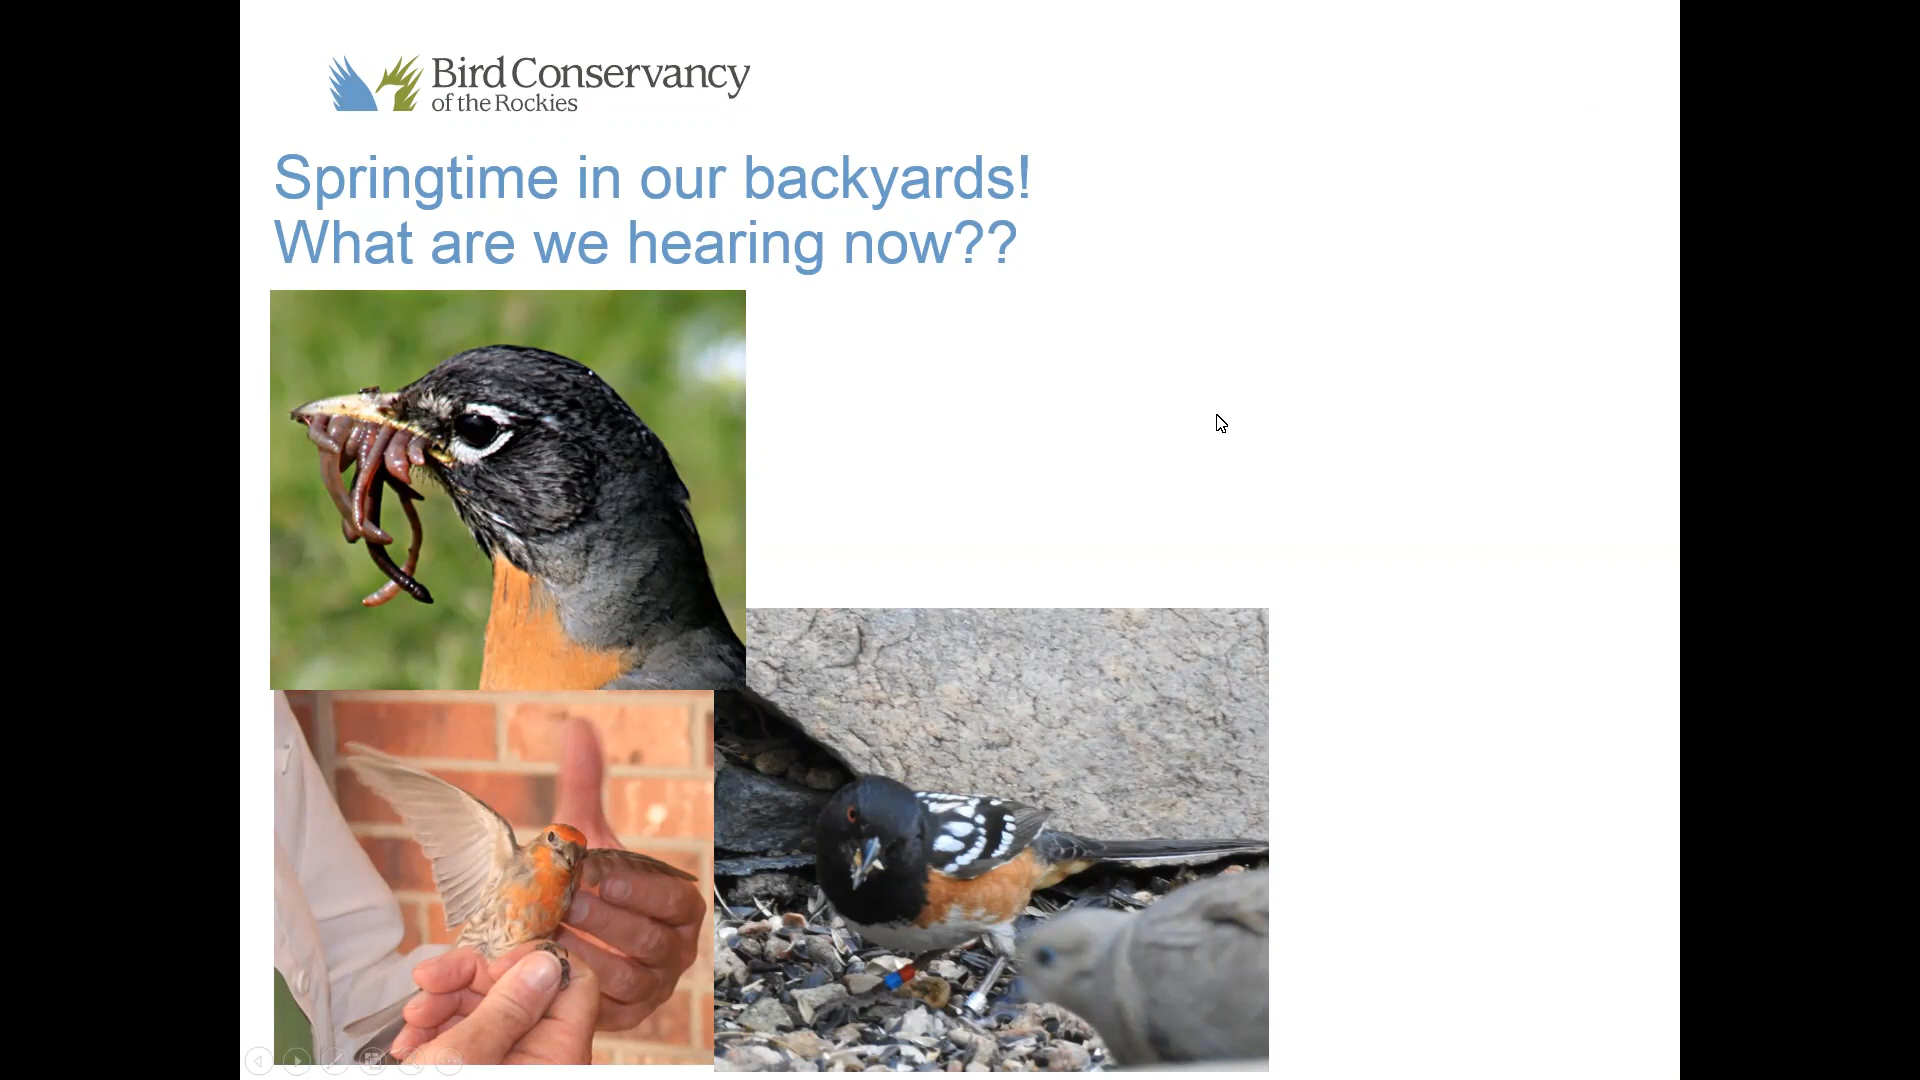 Bird Conservancy
of the Rockies
Springtime in our backyards!
What are we hearing now??